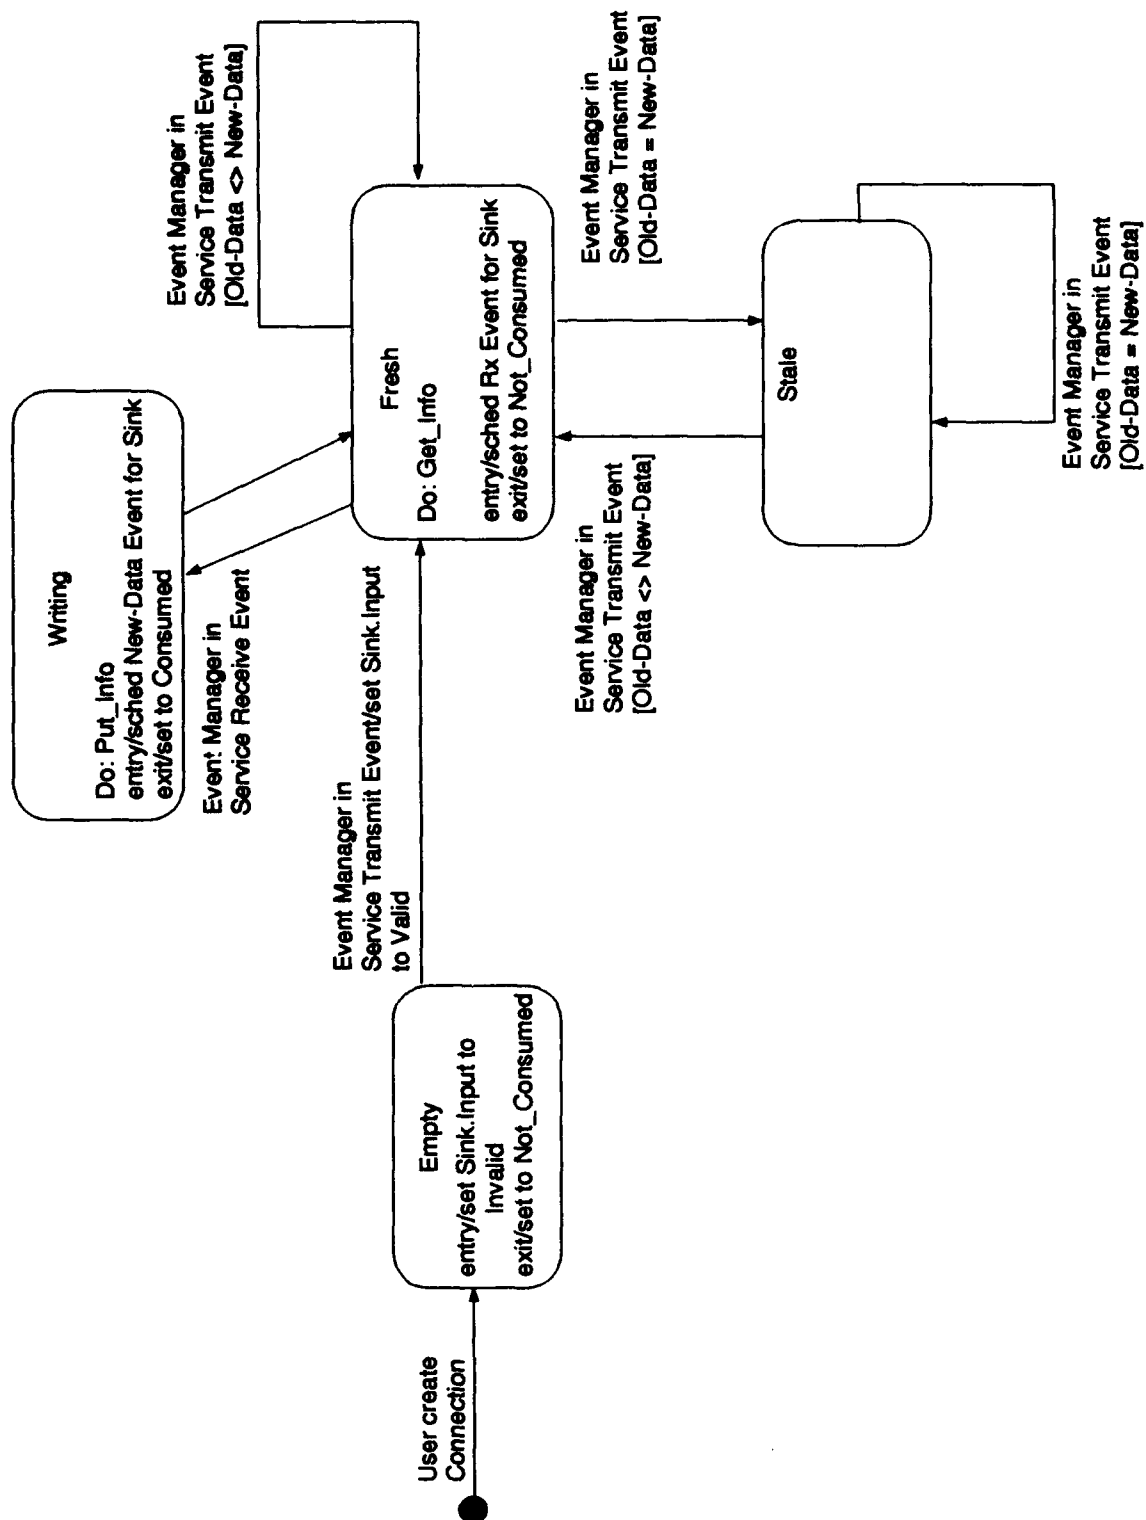 User create
Connection
Empty
entry/set Sink.Input to
Invalid
exit/set to Not_Consumed
Event Manager in
Service Transmit Event/set Sink.Input
to Valid
Writing
Do: Put_Info
entry/sched New-Data Event for Sink
exit/set to Consumed
Event Manager in
Service Receive Event
Fresh
Do: Get_Info
entry/sched Rx Event for Sink
exit/set to Not_Consumed
Event Manager in
Service Transmit Event
[Old-Data <> New-Data]
Event Manager in
Service Transmit Event
[Old-Data <> New-Data]
Event Manager in
Service Transmit Event
[Old-Data = New-Data]
Stale
Event Manager in
Service Transmit Event
[Old-Data = New-Data]